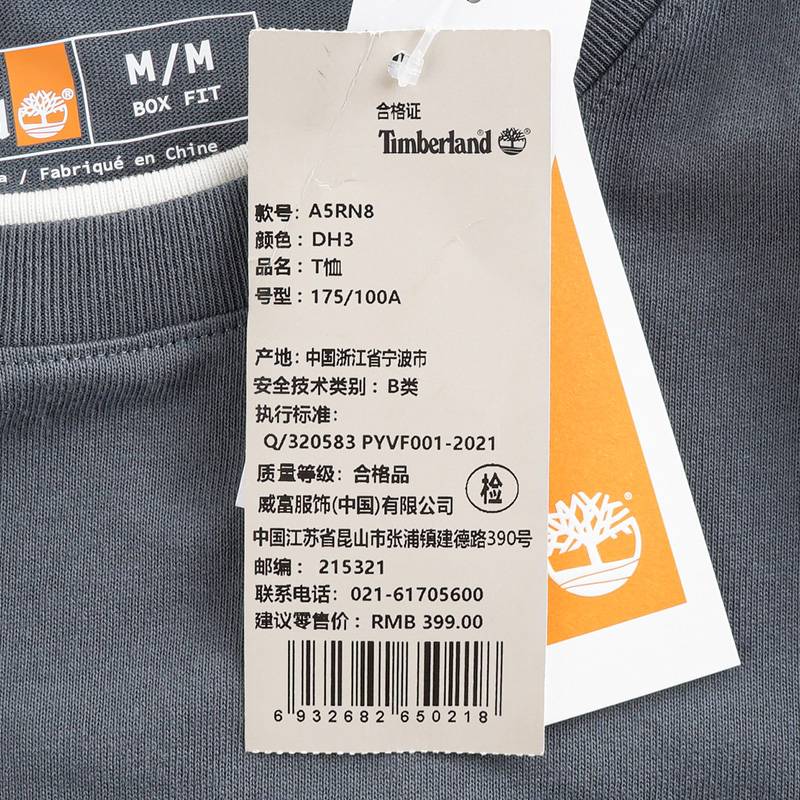 M/M
BOX FIT
/ Fabriqué en Chine
合格证
Timberland®
款号: A5RN8
颜色: DH3
品名: T恤
号型: 175/100A
产地: 中国浙江省宁波市
安全技术类别: B类
执行标准:
Q/320583 PYVF001-2021
质量等级: 合格品
检
威富服饰(中国)有限公司
中国江苏省昆山市张浦镇建德路390号
邮编: 215321
联系电话: 021-61705600
建议零售价: RMB 399.00
6 932682 650218